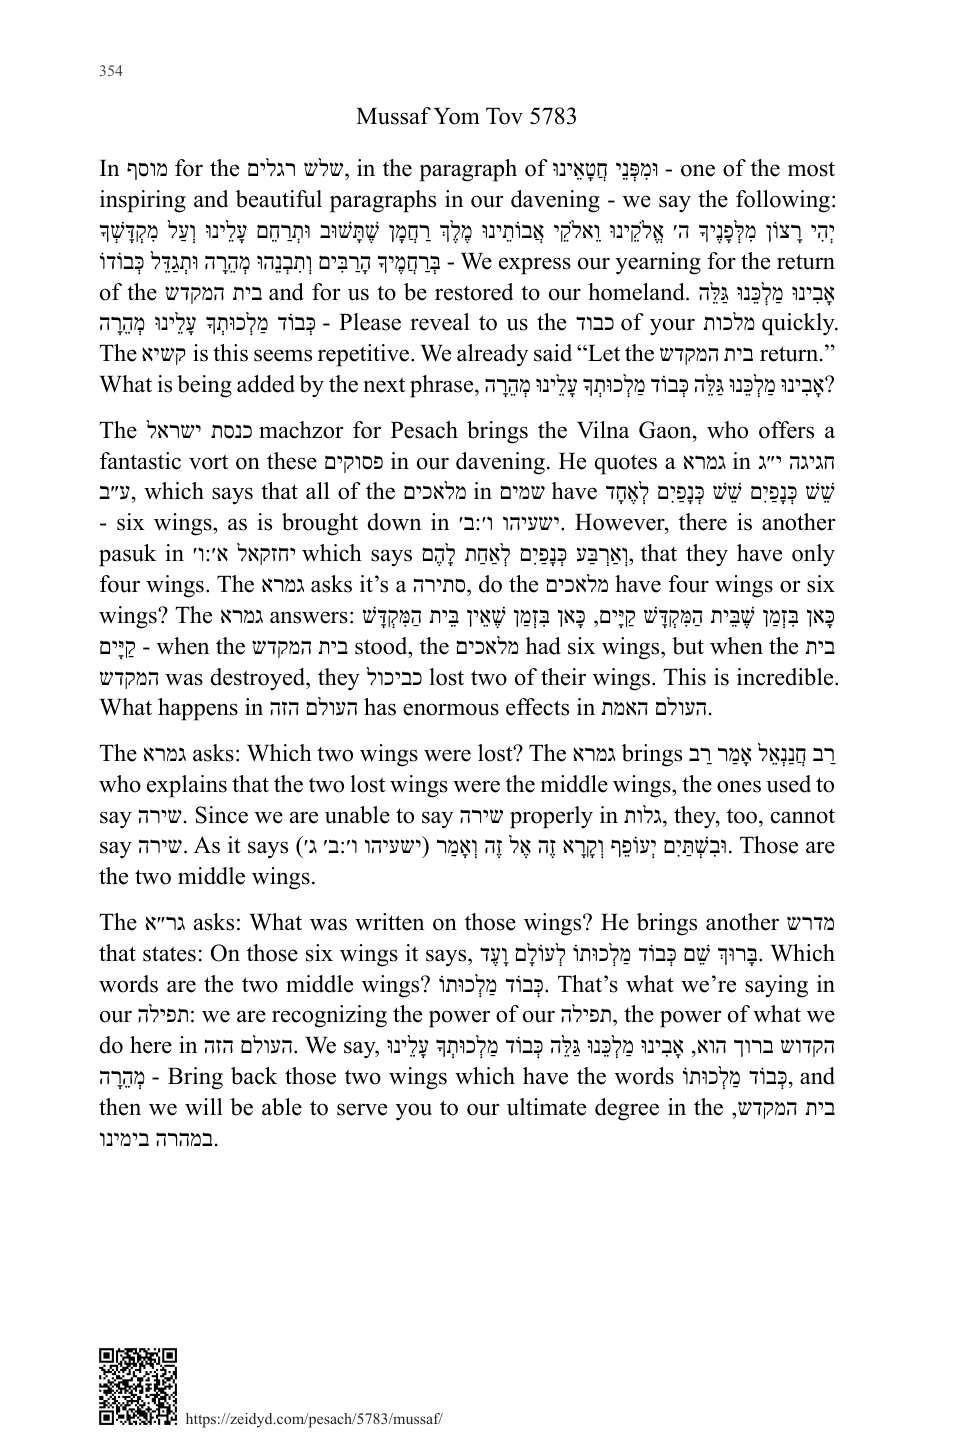 354
Mussaf Yom Tov 5783
In מוסף for the שלש רגלים, in the paragraph of וּמִפְּנֵי חֲטָאֵינוּ - one of the most
inspiring and beautiful paragraphs in our davening - we say the following:
יְהִי רָצוֹן מִלְּפָנֶיךָ ה׳ אֱלֹקֵינוּ וֵאלֹקֵי אֲבוֹתֵינוּ מֶלֶךְ רַחֲמָן שֶׁתָּשׁוּב וּתְרַחֵם עָלֵינוּ וְעַל מִקְדָּשְׁךָ
בְּרַחֲמֶיךָ הָרַבִּים וְתִבְנֵהוּ מְהֵרָה וּתְגַדֵּל כְּבוֹדוֹ - We express our yearning for the return
of the בית המקדש and for us to be restored to our homeland. אָבִינוּ מַלְכֵּנוּ גַּלֵּה
כְּבוֹד מַלְכוּתְךָ עָלֵינוּ מְהֵרָה - Please reveal to us the כבוד of your מלכות quickly.
The קשיא is this seems repetitive. We already said “Let the בית המקדש return.”
What is being added by the next phrase, אָבִינוּ מַלְכֵּנוּ גַּלֵּה כְּבוֹד מַלְכוּתְךָ עָלֵינוּ מְהֵרָה?
The כנסת ישראל machzor for Pesach brings the Vilna Gaon, who offers a
fantastic vort on these פסוקים in our davening. He quotes a גמרא in חגיגה י״ג
ע״ב, which says that all of the מלאכים in שמים have שֵׁשׁ כְּנָפַיִם שֵׁשׁ כְּנָפַיִם לְאֶחָד
- six wings, as is brought down in ישעיהו ו׳:ב׳. However, there is another
pasuk in יחזקאל א׳:ו׳ which says וְאַרְבַּע כְּנָפַיִם לְאַחַת לָהֶם, that they have only
four wings. The גמרא asks it’s a סתירה, do the מלאכים have four wings or six
wings? The גמרא answers: כָּאן בִּזְמַן שֶׁבֵּית הַמִּקְדָּשׁ קַיָּים, כָּאן בִּזְמַן שֶׁאֵין בֵּית הַמִּקְדָּשׁ
קַיָּים - when the בית המקדש stood, the מלאכים had six wings, but when the בית
המקדש was destroyed, they כביכול lost two of their wings. This is incredible.
What happens in העולם הזה has enormous effects in העולם האמת.
The גמרא asks: Which two wings were lost? The גמרא brings רַב חֲנַנְאֵל אָמַר רַב
who explains that the two lost wings were the middle wings, the ones used to
say שירה. Since we are unable to say שירה properly in גלות, they, too, cannot
say שירה. As it says (ישעיהו ו׳:ב׳ ג׳) וּבִשְׁתַּיִם יְעוֹפֵף וְקָרָא זֶה אֶל זֶה וְאָמַר. Those are
the two middle wings.
The גר״א asks: What was written on those wings? He brings another מדרש
that states: On those six wings it says, בָּרוּךְ שֵׁם כְּבוֹד מַלְכוּתוֹ לְעוֹלָם וָעֶד. Which
words are the two middle wings? כְּבוֹד מַלְכוּתוֹ. That’s what we’re saying in
our תפילה: we are recognizing the power of our תפילה, the power of what we
do here in העולם הזה. We say, הקדוש ברוך הוא, אָבִינוּ מַלְכֵּנוּ גַּלֵּה כְּבוֹד מַלְכוּתְךָ עָלֵינוּ
מְהֵרָה - Bring back those two wings which have the words כְּבוֹד מַלְכוּתוֹ, and
then we will be able to serve you to our ultimate degree in the בית המקדש,
במהרה בימינו.
https://zeidyd.com/pesach/5783/mussaf/